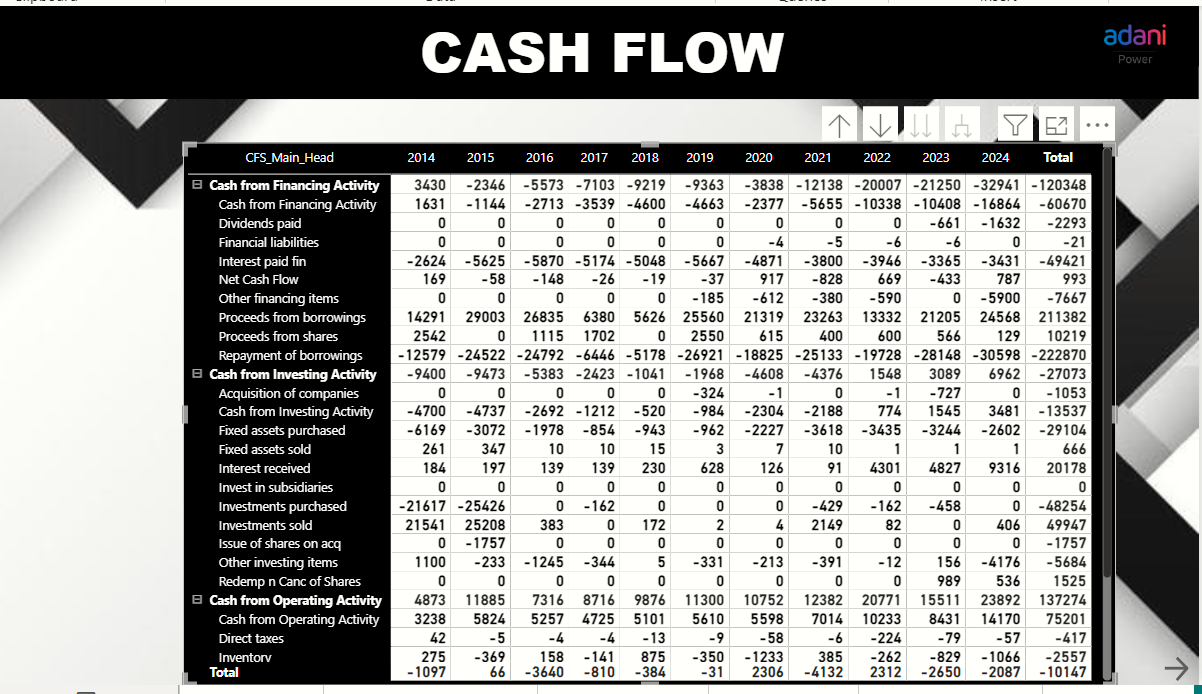 CASH FLOW
adani
Power
CFS_Main_Head 2014 2015 2016 2017 2018 2019 2020 2021 2022 2023 2024 Total
Cash from Financing Activity 3430 -2346 -5573 -7103 -9219 -9363 -3838 -12138 -20007 -21250 -32941 -120348
Cash from Financing Activity 1631 -1144 -2713 -3539 -4600 -4663 -2377 -5655 -10338 -10408 -16864 -60670
Dividends paid 0 0 0 0 0 0 0 0 0 -661 -1632 -2293
Financial liabilities 0 0 0 0 0 0 -4 -5 -6 -6 0 -21
Interest paid fin -2624 -5625 -5870 -5174 -5048 -5667 -4871 -3800 -3946 -3365 -3431 -49421
Net Cash Flow 169 -58 -148 -26 -19 -37 917 -828 669 -433 787 993
Other financing items 0 0 0 0 0 -185 -612 -380 -590 0 -5900 -7667
Proceeds from borrowings 14291 29003 26835 6380 5626 25560 21319 23263 13332 21205 24568 211382
Proceeds from shares 2542 0 1115 1702 0 2550 615 400 600 566 129 10219
Repayment of borrowings -12579 -24522 -24792 -6446 -5178 -26921 -18825 -25133 -19728 -28148 -30598 -222870
Cash from Investing Activity -9400 -9473 -5383 -2423 -1041 -1968 -4608 -4376 1548 3089 6962 -27073
Acquisition of companies 0 0 0 0 0 -324 -1 0 -1 -727 0 -1053
Cash from Investing Activity -4700 -4737 -2692 -1212 -520 -984 -2304 -2188 774 1545 3481 -13537
Fixed assets purchased -6169 -3072 -1978 -854 -943 -962 -2227 -3618 -3435 -3244 -2602 -29104
Fixed assets sold 261 347 10 10 15 3 7 10 1 1 1 666
Interest received 184 197 139 139 230 628 126 91 4301 4827 9316 20178
Invest in subsidiaries 0 0 0 0 0 0 0 0 0 0 0 0
Investments purchased -21617 -25426 0 -162 0 0 0 -429 -162 -458 0 -48254
Investments sold 21541 25208 383 0 172 2 4 2149 82 0 406 49947
Issue of shares on acq 0 -1757 0 0 0 0 0 0 0 0 0 -1757
Other investing items 1100 -233 -1245 -344 5 -331 -213 -391 -12 156 -4176 -5684
Redemp n Canc of Shares 0 0 0 0 0 0 0 0 0 989 536 1525
Cash from Operating Activity 4873 11885 7316 8716 9876 11300 10752 12382 20771 15511 23892 137274
Cash from Operating Activity 3238 5824 5257 4725 5101 5610 5598 7014 10233 8431 14170 75201
Direct taxes 42 -5 -4 -4 -13 -9 -58 -6 -224 -79 -57 -417
Inventory 275 -369 158 -141 875 -350 -1233 385 -262 -829 -1066 -2557
Total -1097 66 -3640 -810 -384 -31 2306 -4132 2312 -2650 -2087 -10147